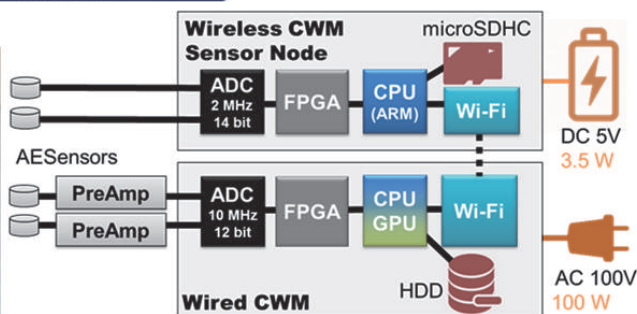 Wireless CWM
Sensor Node
microSDHC
ADC
2 MHz
14 bit
FPGA
CPU
(ARM)
Wi-Fi
DC 5V
3.5 W
AESensors
PreAmp
PreAmp
ADC
10 MHz
12 bit
FPGA
CPU
GPU
Wi-Fi
HDD
AC 100V
100 W
Wired CWM